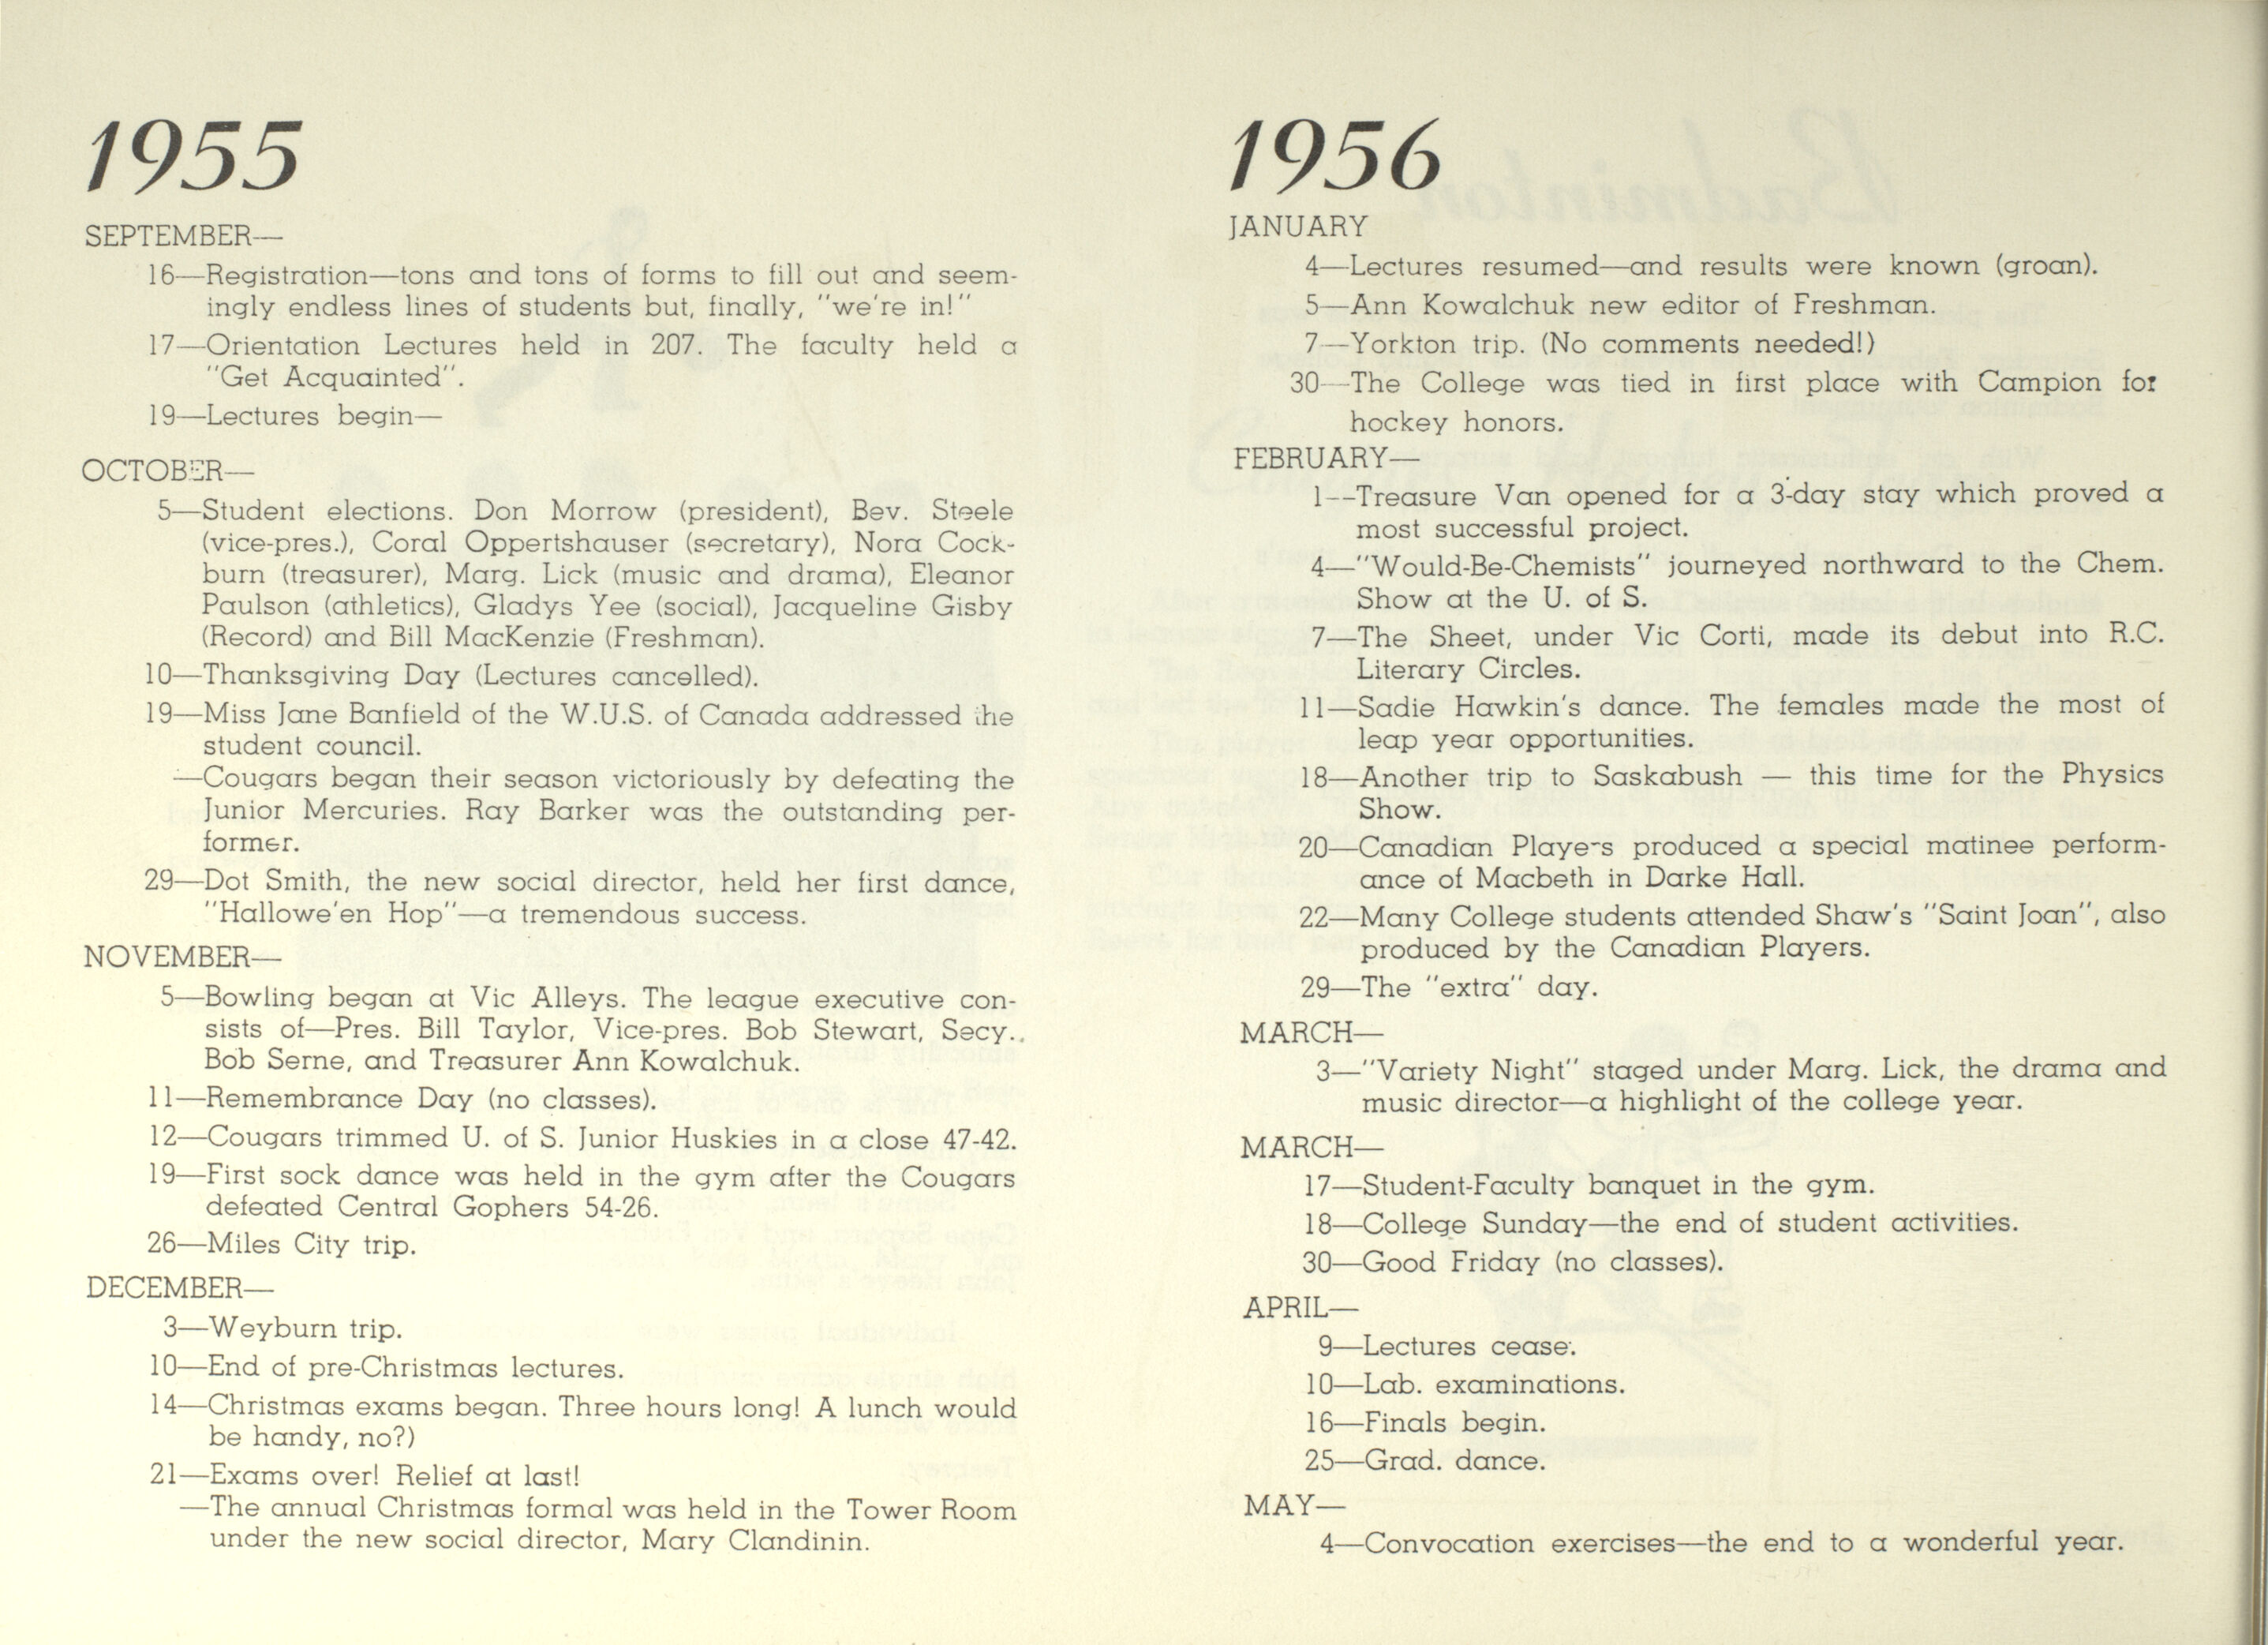 1955
SEPTEMBER—
16—Registration—tons and tons of forms to fill out and seem-
ingly endless lines of students but, finally, "we're in!"
17—Orientation Lectures held in 207. The faculty held a
"Get Acquainted".
19—Lectures begin—
OCTOBER—
5—Student elections. Don Morrow (president), Bev. Steele
(vice-pres.), Coral Oppertshauser (secretary), Nora Cock-
burn (treasurer), Marg. Lick (music and drama), Eleanor
Paulson (athletics), Gladys Yee (social), Jacqueline Gisby
(Record) and Bill MacKenzie (Freshman).
10—Thanksgiving Day (Lectures cancelled).
19—Miss Jane Banfield of the W.U.S. of Canada addressed the
student council.
—Cougars began their season victoriously by defeating the
Junior Mercuries. Ray Barker was the outstanding per-
former.
29—Dot Smith, the new social director, held her first dance,
"Hallowe'en Hop"—a tremendous success.
NOVEMBER—
5—Bowling began at Vic Alleys. The league executive con-
sists of—Pres. Bill Taylor, Vice-pres. Bob Stewart, Secy.,
Bob Serne, and Treasurer Ann Kowalchuk.
11—Remembrance Day (no classes).
12—Cougars trimmed U. of S. Junior Huskies in a close 47-42.
19—First sock dance was held in the gym after the Cougars
defeated Central Gophers 54-26.
26—Miles City trip.
DECEMBER—
3—Weyburn trip.
10—End of pre-Christmas lectures.
14—Christmas exams began. Three hours long! A lunch would
be handy, no?)
21—Exams over! Relief at last!
—The annual Christmas formal was held in the Tower Room
under the new social director, Mary Clandinin.
1956
JANUARY
4—Lectures resumed—and results were known (groan).
5—Ann Kowalchuk new editor of Freshman.
7—Yorkton trip. (No comments needed!)
30—The College was tied in first place with Campion for
hockey honors.
FEBRUARY—
1--Treasure Van opened for a 3-day stay which proved a
most successful project.
4—"Would-Be-Chemists" journeyed northward to the Chem.
Show at the U. of S.
7—The Sheet, under Vic Corti, made its debut into R.C.
Literary Circles.
11—Sadie Hawkin's dance. The females made the most of
leap year opportunities.
18—Another trip to Saskabush — this time for the Physics
Show.
20—Canadian Players produced a special matinee perform-
ance of Macbeth in Darke Hall.
22—Many College students attended Shaw's "Saint Joan", also
produced by the Canadian Players.
29—The "extra" day.
MARCH—
3—"Variety Night" staged under Marg. Lick, the drama and
music director—a highlight of the college year.
MARCH—
17—Student-Faculty banquet in the gym.
18—College Sunday—the end of student activities.
30—Good Friday (no classes).
APRIL—
9—Lectures cease.
10—Lab. examinations.
16—Finals begin.
25—Grad. dance.
MAY—
4—Convocation exercises—the end to a wonderful year.